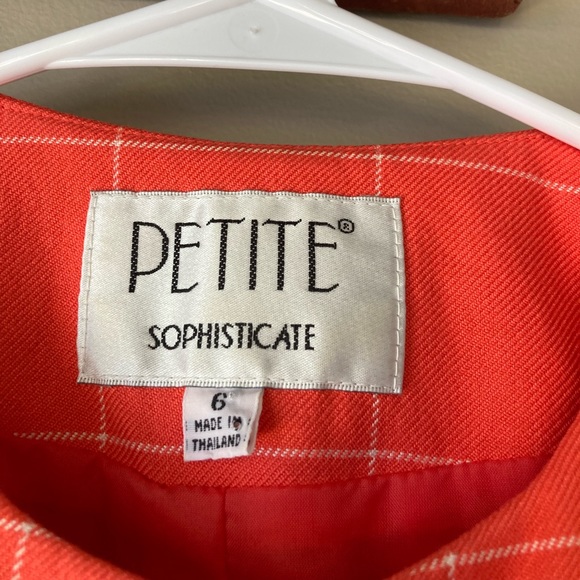 PETITE®
SOPHISTICATE
6
MADE IN
THAILAND